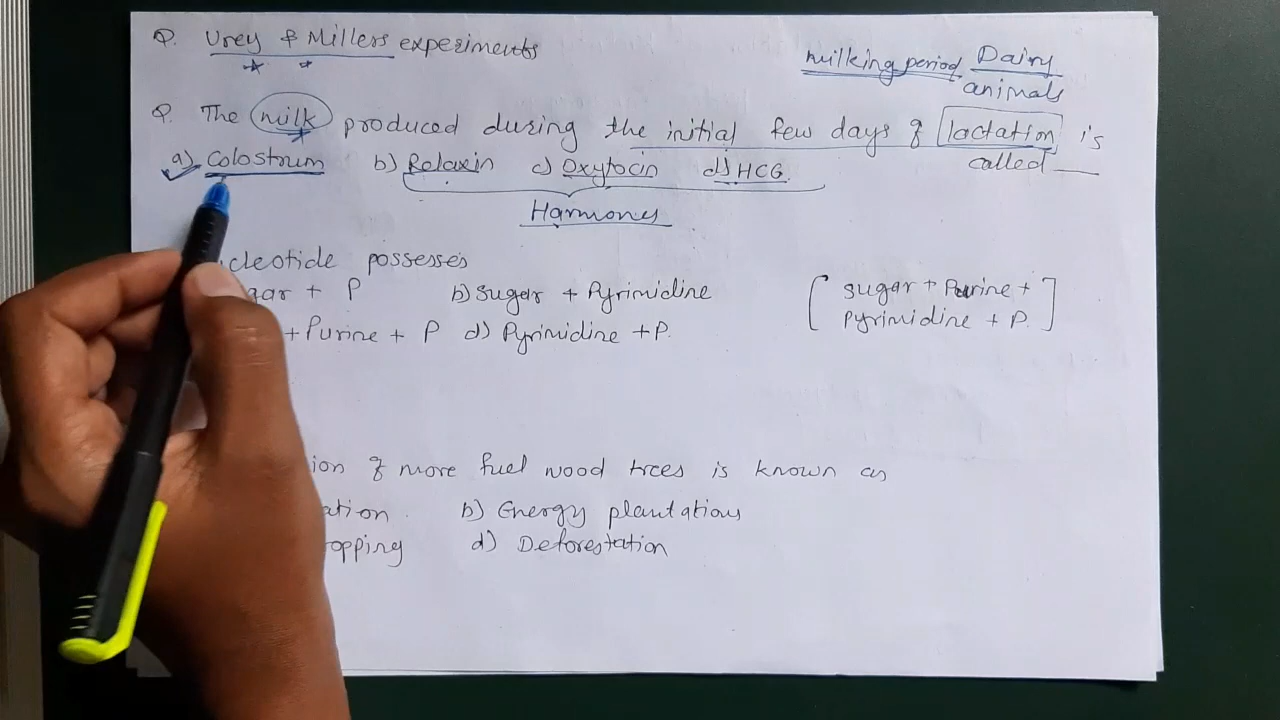 Q. Urey & Millers experiments
milking period Dairy
animals
Q. The milk produced during the initial few days of lactation is
called
a) Colostrum b) Relaxin c) Oxytocin d) HCG
Harmones
cleotide possesses
gar + P b) sugar + Pyrimidine
+ Purine + P d) Pyrimidine + P.
[ sugar + Purine +
Pyrimidine + P. ]
ion of more fuel wood trees is known as
ation b) Energy plantations
opping d) Deforestation